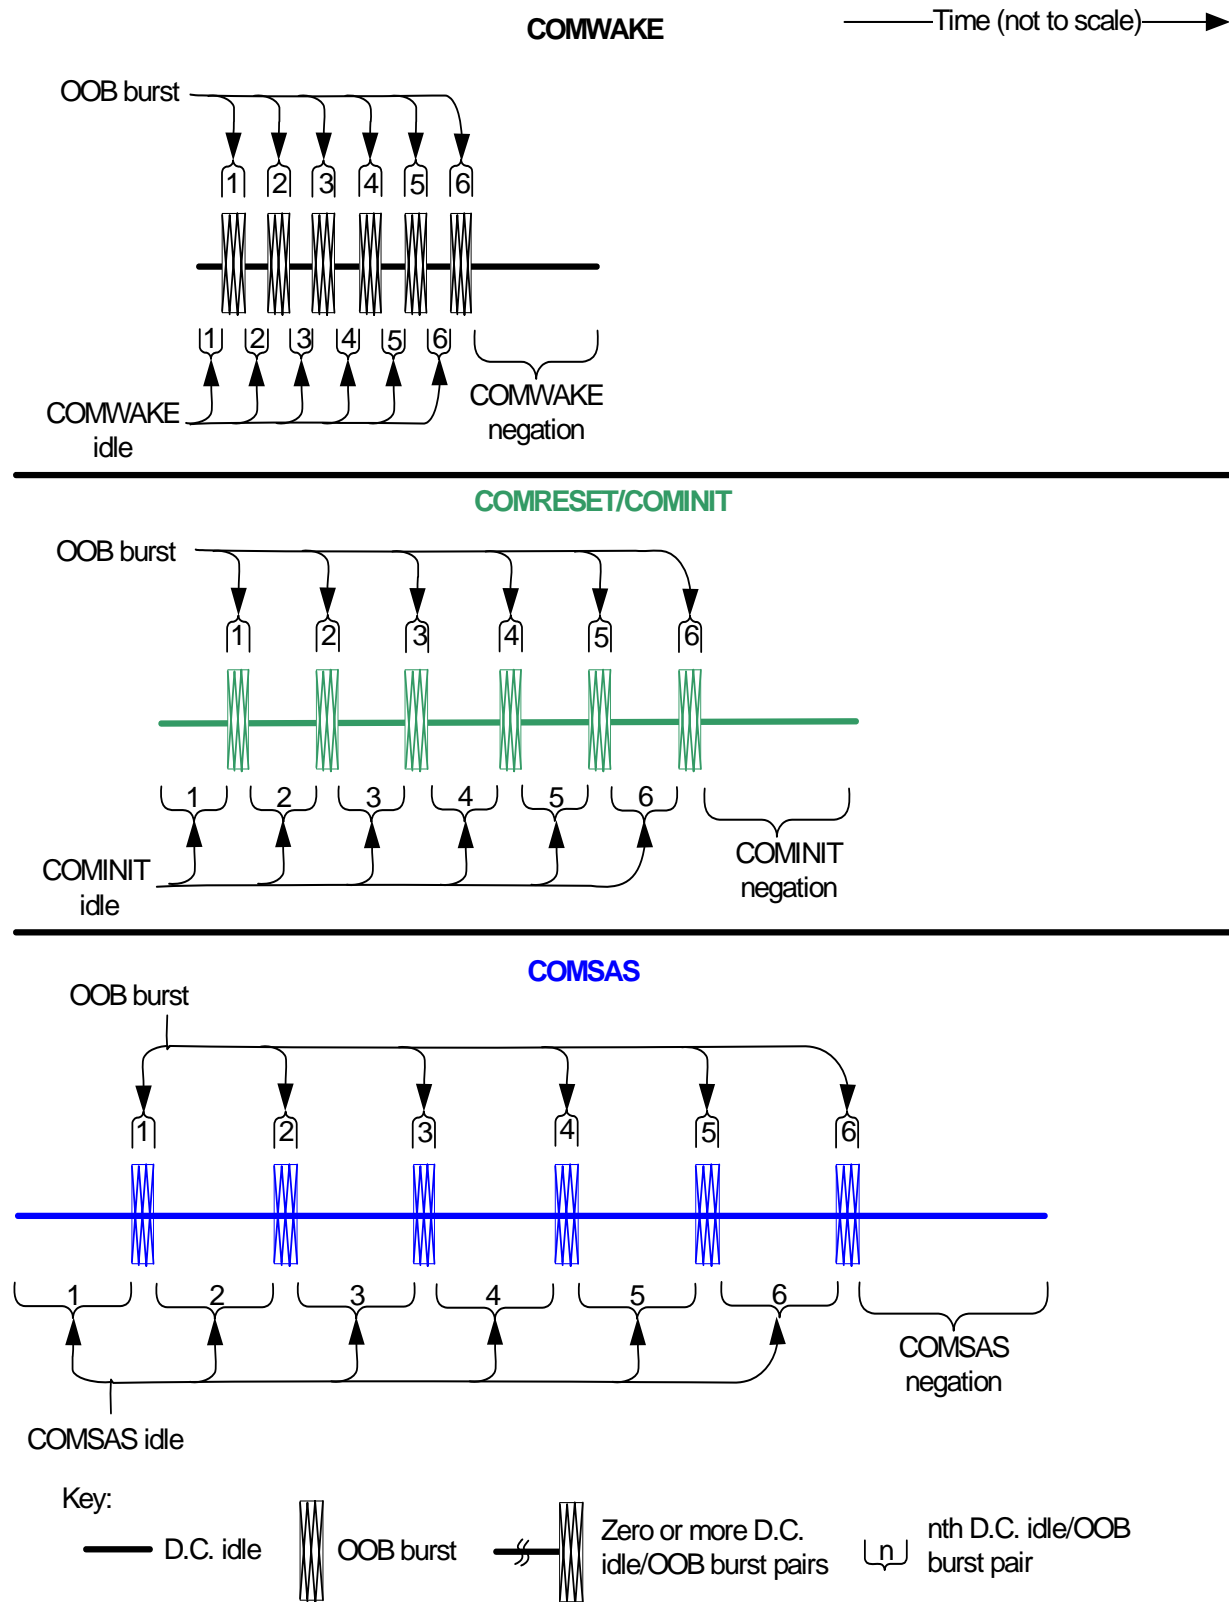 COMWAKE
Time (not to scale)
OOB burst
1 2 3 4 5 6
1 2 3 4 5 6
COMWAKE
idle
COMWAKE
negation
COMRESET/COMINIT
OOB burst
1 2 3 4 5 6
1 2 3 4 5 6
COMINIT
idle
COMINIT
negation
COMSAS
OOB burst
1 2 3 4 5 6
1 2 3 4 5 6
COMSAS
negation
COMSAS idle
Key:
D.C. idle
OOB burst
Zero or more D.C.
idle/OOB burst pairs
n
nth D.C. idle/OOB
burst pair